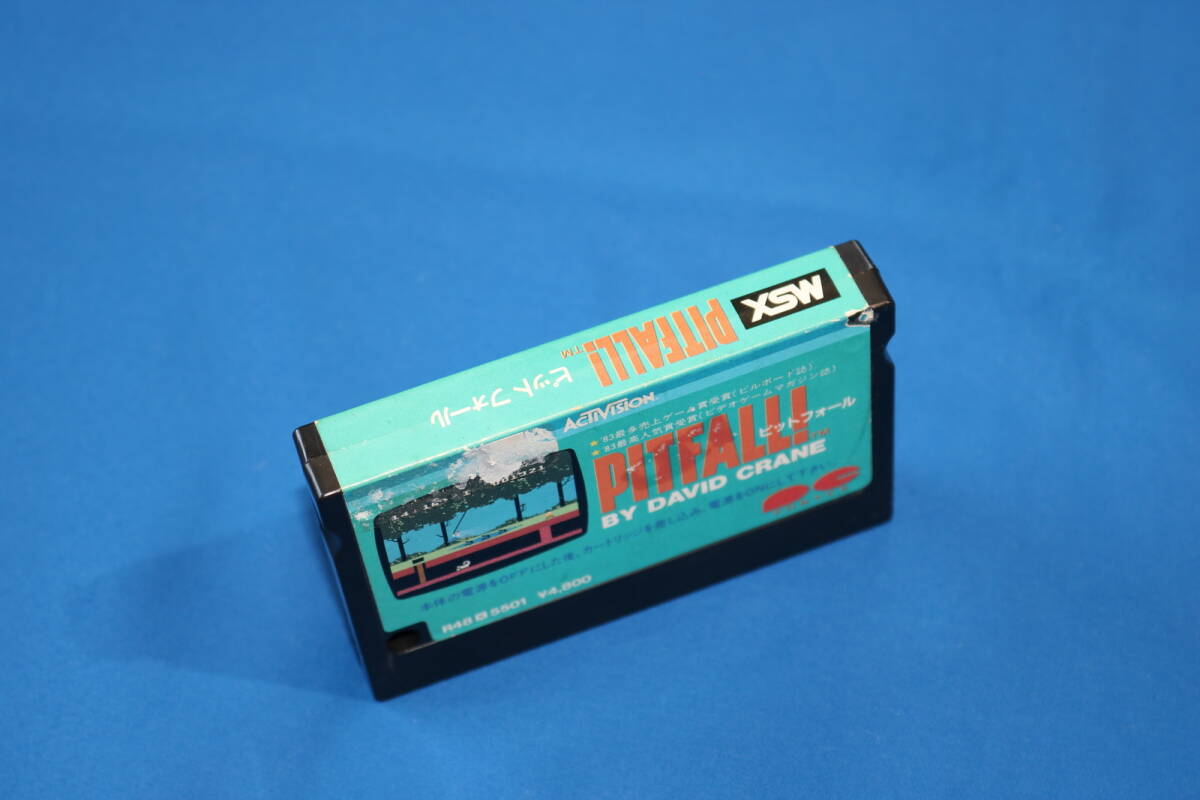 MSX
PITFALL!™
ピットフォール
ACTIVISION
★'83最多売上ゲーム賞受賞(ビルボード誌)
★'83最高人気賞受賞(ビデオゲームマガジン誌)
PITFALL!™
ピットフォール
BY DAVID CRANE
本体の電源をOFFにした後、カートリッジを差し込み、電源をONにして下さい。
R48 5501 ¥4,800